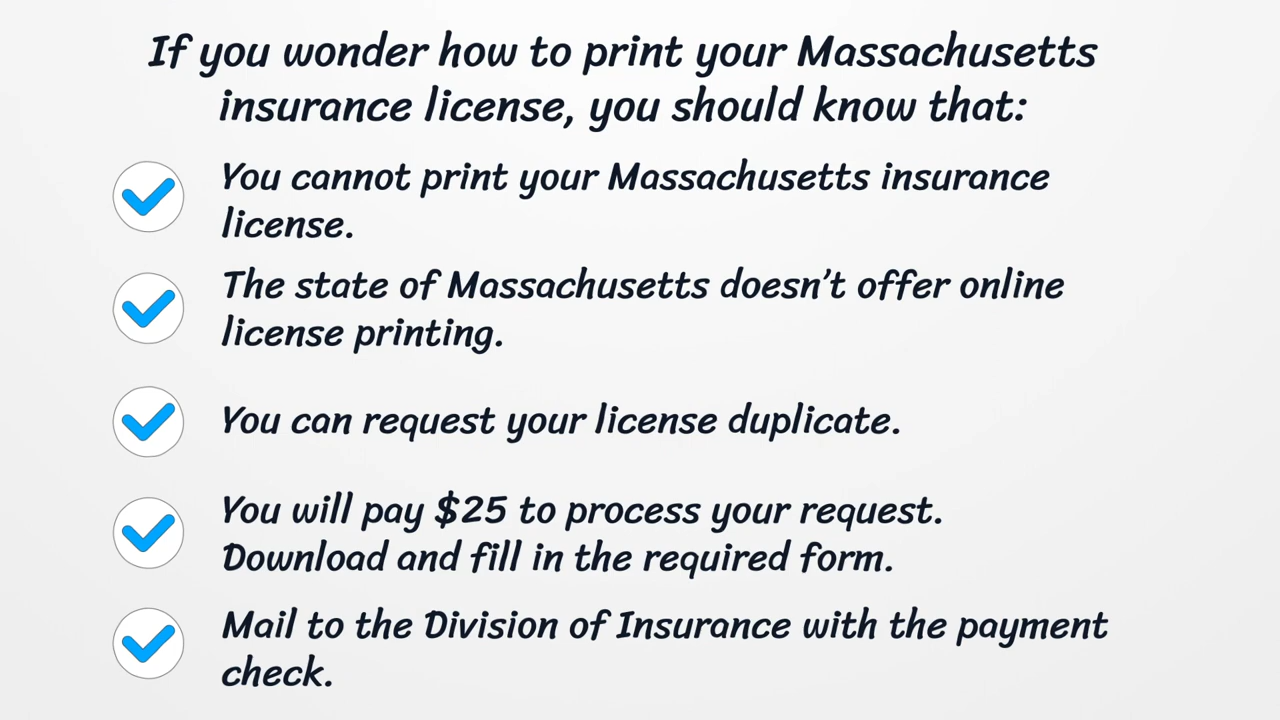 If you wonder how to print your Massachusetts
insurance license, you should know that:
You cannot print your Massachusetts insurance
license.
The state of Massachusetts doesn’t offer online
license printing.
You can request your license duplicate.
You will pay $25 to process your request.
Download and fill in the required form.
Mail to the Division of Insurance with the payment
check.